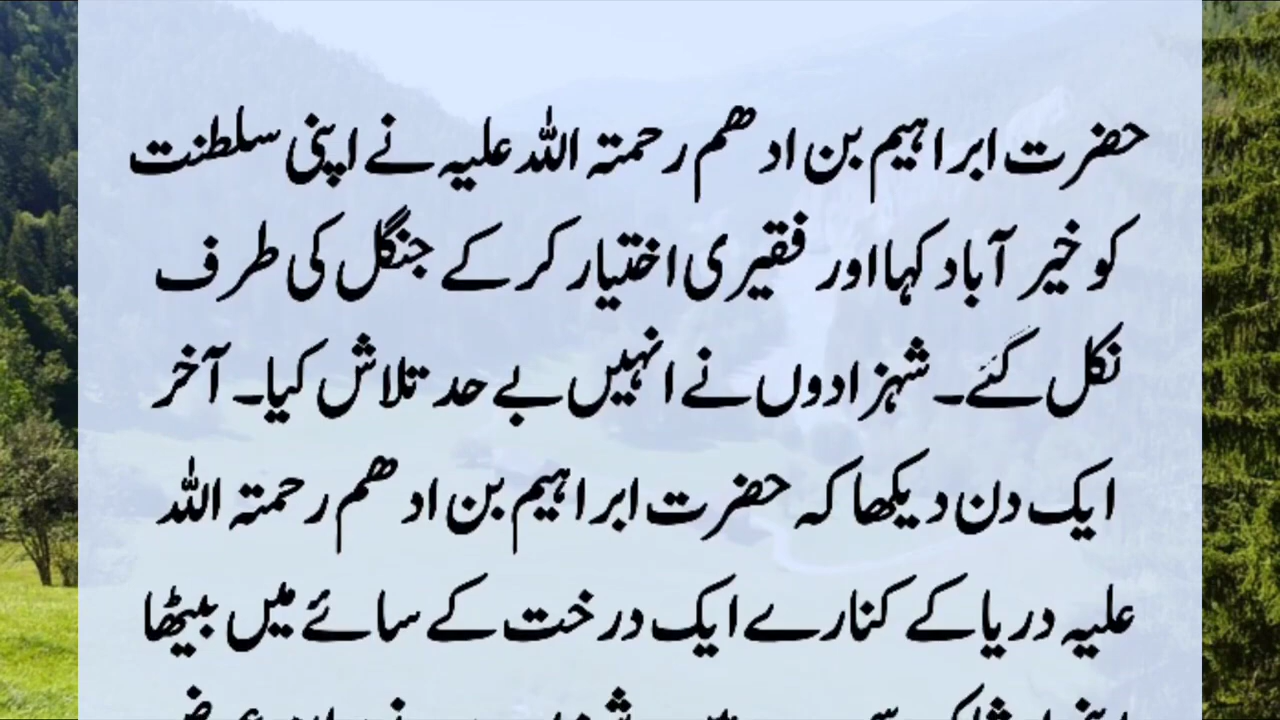 حضرت ابراہیم بن ادھم رحمتہ اللہ علیہ نے اپنی سلطنت
کو خیر آباد کہا اور فقیری اختیار کر کے جنگل کی طرف
نکل گئے۔ شہزادوں نے انہیں بے حد تلاش کیا۔ آخر
ایک دن دیکھا کہ حضرت ابراہیم بن ادھم رحمتہ اللہ
علیہ دریا کے کنارے ایک درخت کے سائے میں بیٹھا